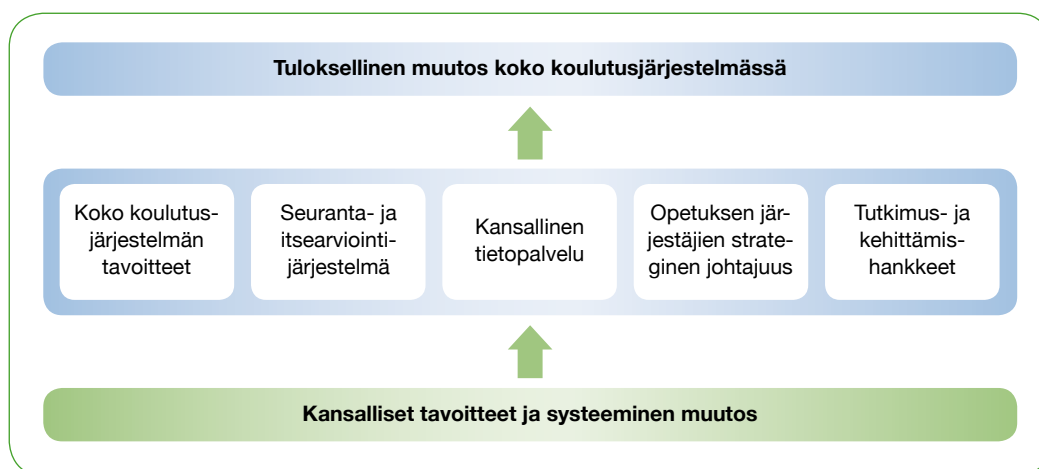 Tuloksellinen muutos koko koulutusjärjestelmässä
Koko koulutus-
järjestelmän
tavoitteet
Seuranta- ja
itsearviointi-
järjestelmä
Kansallinen
tietopalvelu
Opetuksen jär-
jestäjien strate-
ginen johtajuus
Tutkimus- ja
kehittämis-
hankkeet
Kansalliset tavoitteet ja systeeminen muutos